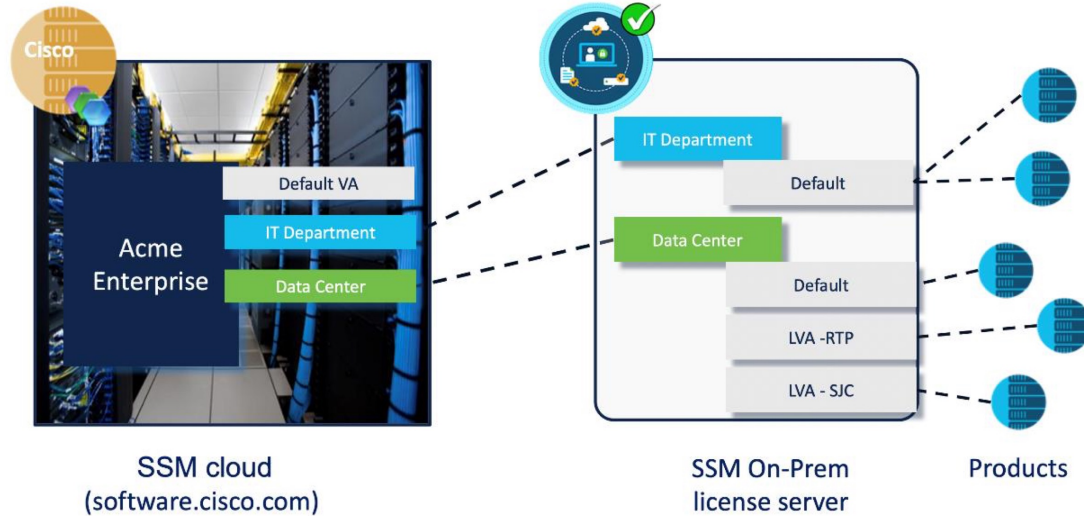 Cisco
Acme
Enterprise
Default VA
IT Department
Data Center
SSM cloud
(software.cisco.com)
IT Department
Default
Data Center
Default
LVA -RTP
LVA - SJC
SSM On-Prem
license server
Products